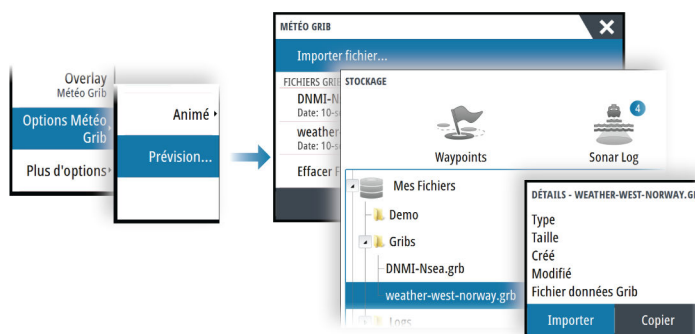 Overlay
Météo Grib
Options Météo
Grib
Plus d'options
Animé
Prévision...
MÉTÉO GRIB
Importer fichier...
FICHIERS GRIB
DNMI-N
Date: 10-s
weather
Date: 10-s
Effacer F
STOCKAGE
Waypoints
4
Sonar Log
Mes Fichiers
Demo
Gribs
DNMI-Nsea.grb
weather-west-norway.grb
Logs
DÉTAILS - WEATHER-WEST-NORWAY.GR
Type
Taille
Créé
Modifié
Fichier données Grib
Importer
Copier